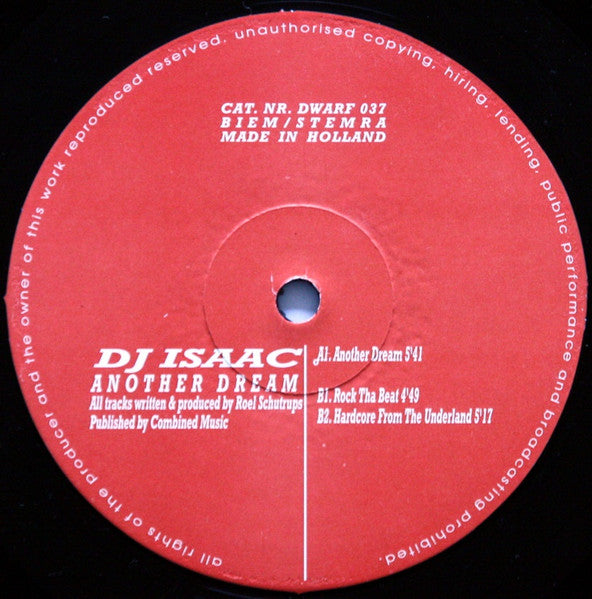 all rights of the producer and the owner of this work reproduced reserved. unauthorised copying, hiring, lending, public performance and broadcasting prohibited.
CAT. NR. DWARF 037
BIEM/STEMRA
MADE IN HOLLAND
DJ ISAAC
ANOTHER DREAM
All tracks written & produced by Roel Schutrups
Published by Combined Music
A1. Another Dream 5'41
B1. Rock Tha Beat 4'49
B2. Hardcore From The Underland 5'17